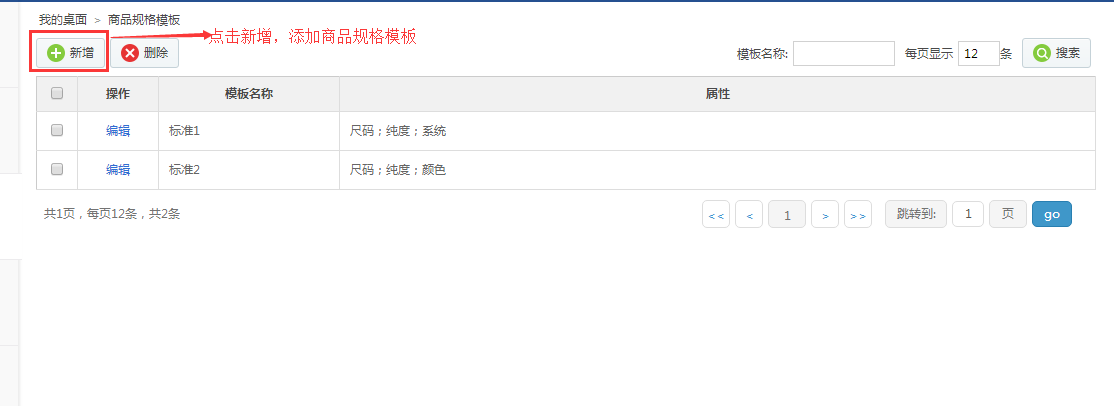 我的桌面 > 商品规格模板
点击新增，添加商品规格模板
新增 删除 模板名称: 每页显示 12 条 搜索
操作 模板名称 属性
编辑 标准1 尺码；纯度；系统
编辑 标准2 尺码；纯度；颜色
共1页，每页12条，共2条 << < 1 > >> 跳转到: 1 页 go